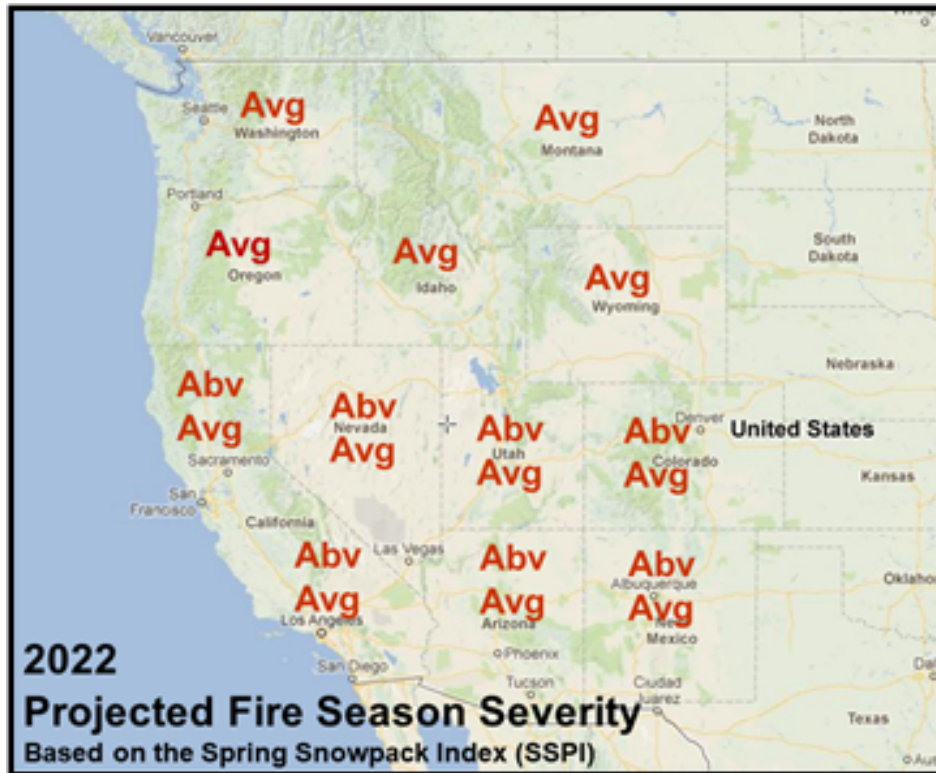 Vancouver
Seattle
Avg
Washington
Avg
Montana
North
Dakota
Portland
Avg
Oregon
Avg
Idaho
Avg
Wyoming
South
Dakota
Nebraska
Abv
Avg
Sacramento
San
Francisco
California
Abv
Nevada
Avg
Abv
Utah
Avg
Abv
Denver
Colorado
Avg
United States
Kansas
Abv
Avg
Los Angeles
Las Vegas
Abv
Avg
Arizona
Abv
Albuquerque
Avg
New
Mexico
San Diego
Phoenix
Tucson
Ciudad
Juarez
Texas
2022
Projected Fire Season Severity
Based on the Spring Snowpack Index (SSPI)